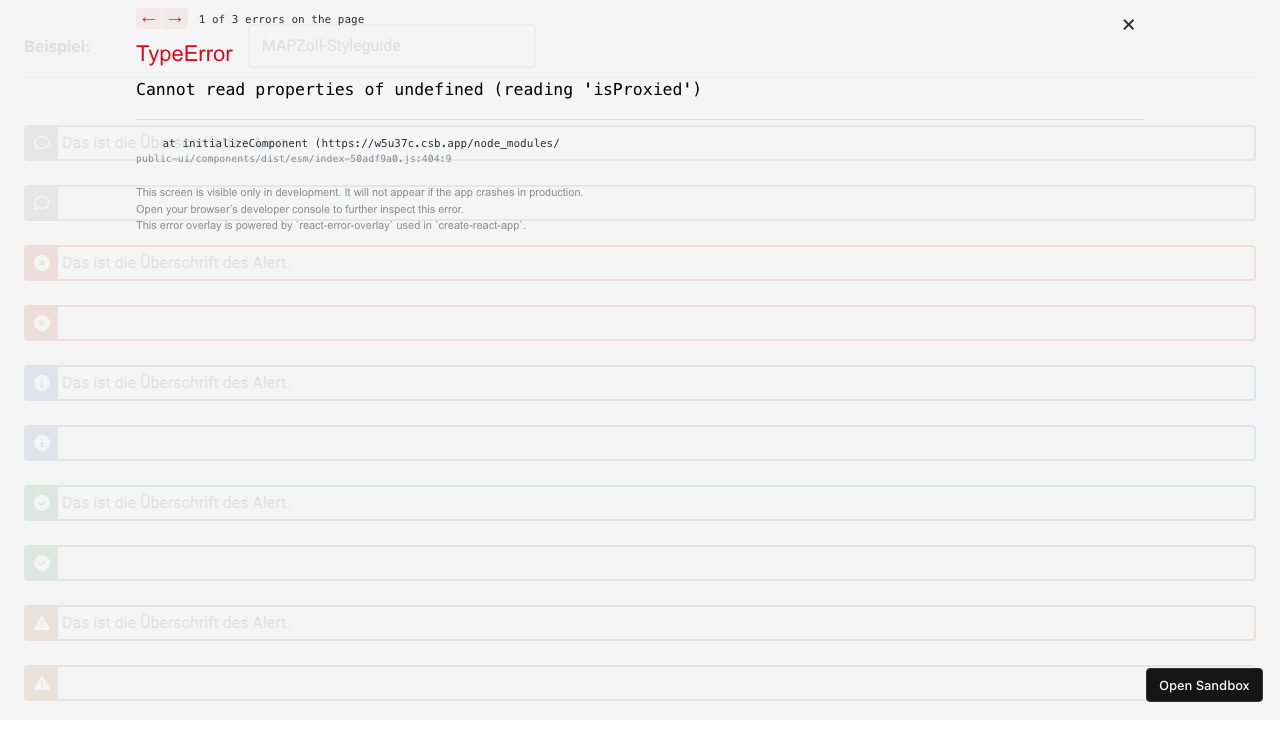 ← → 1 of 3 errors on the page
×
Beispiel:
MAPZoll-Styleguide
TypeError
Cannot read properties of undefined (reading 'isProxied')
Das ist die Überschrift des Alert.
at initializeComponent (https://w5u37c.csb.app/node_modules/
public-ui/components/dist/esm/index-50adf9a0.js:404:9
This screen is visible only in development. It will not appear if the app crashes in production.
Open your browser’s developer console to further inspect this error.
This error overlay is powered by `react-error-overlay` used in `create-react-app`.
Das ist die Überschrift des Alert.
Das ist die Überschrift des Alert.
Das ist die Überschrift des Alert.
Das ist die Überschrift des Alert.
Open Sandbox